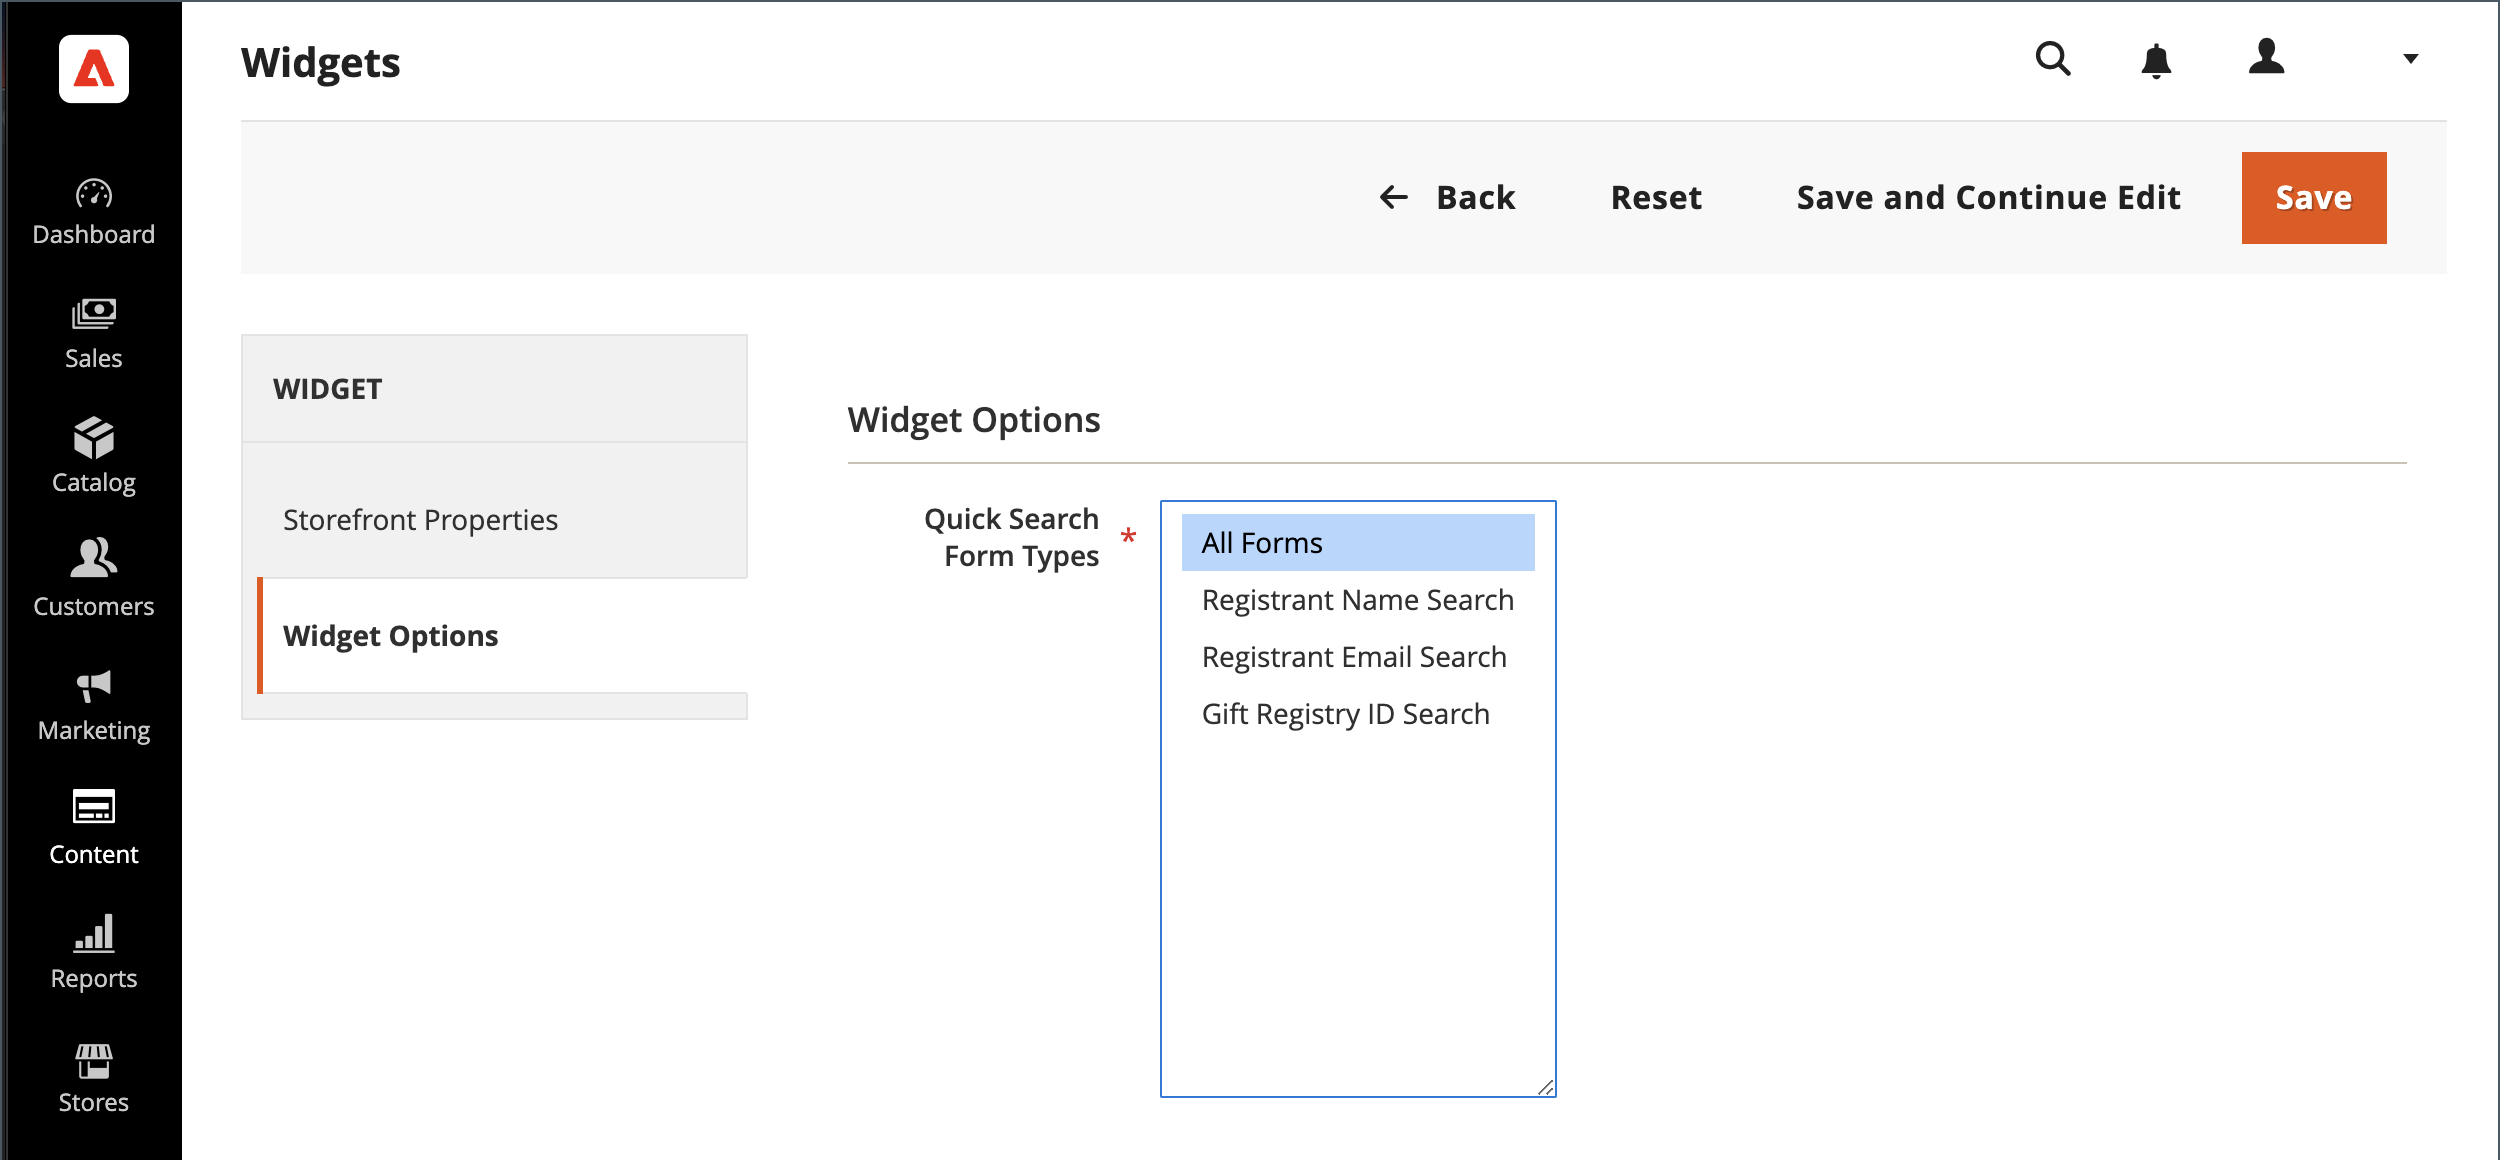 Widgets
Back
Reset
Save and Continue Edit
Save
Dashboard
Sales
Catalog
Customers
Marketing
Content
Reports
Stores
WIDGET
Storefront Properties
Widget Options
Widget Options
Quick Search
Form Types *
All Forms
Registrant Name Search
Registrant Email Search
Gift Registry ID Search